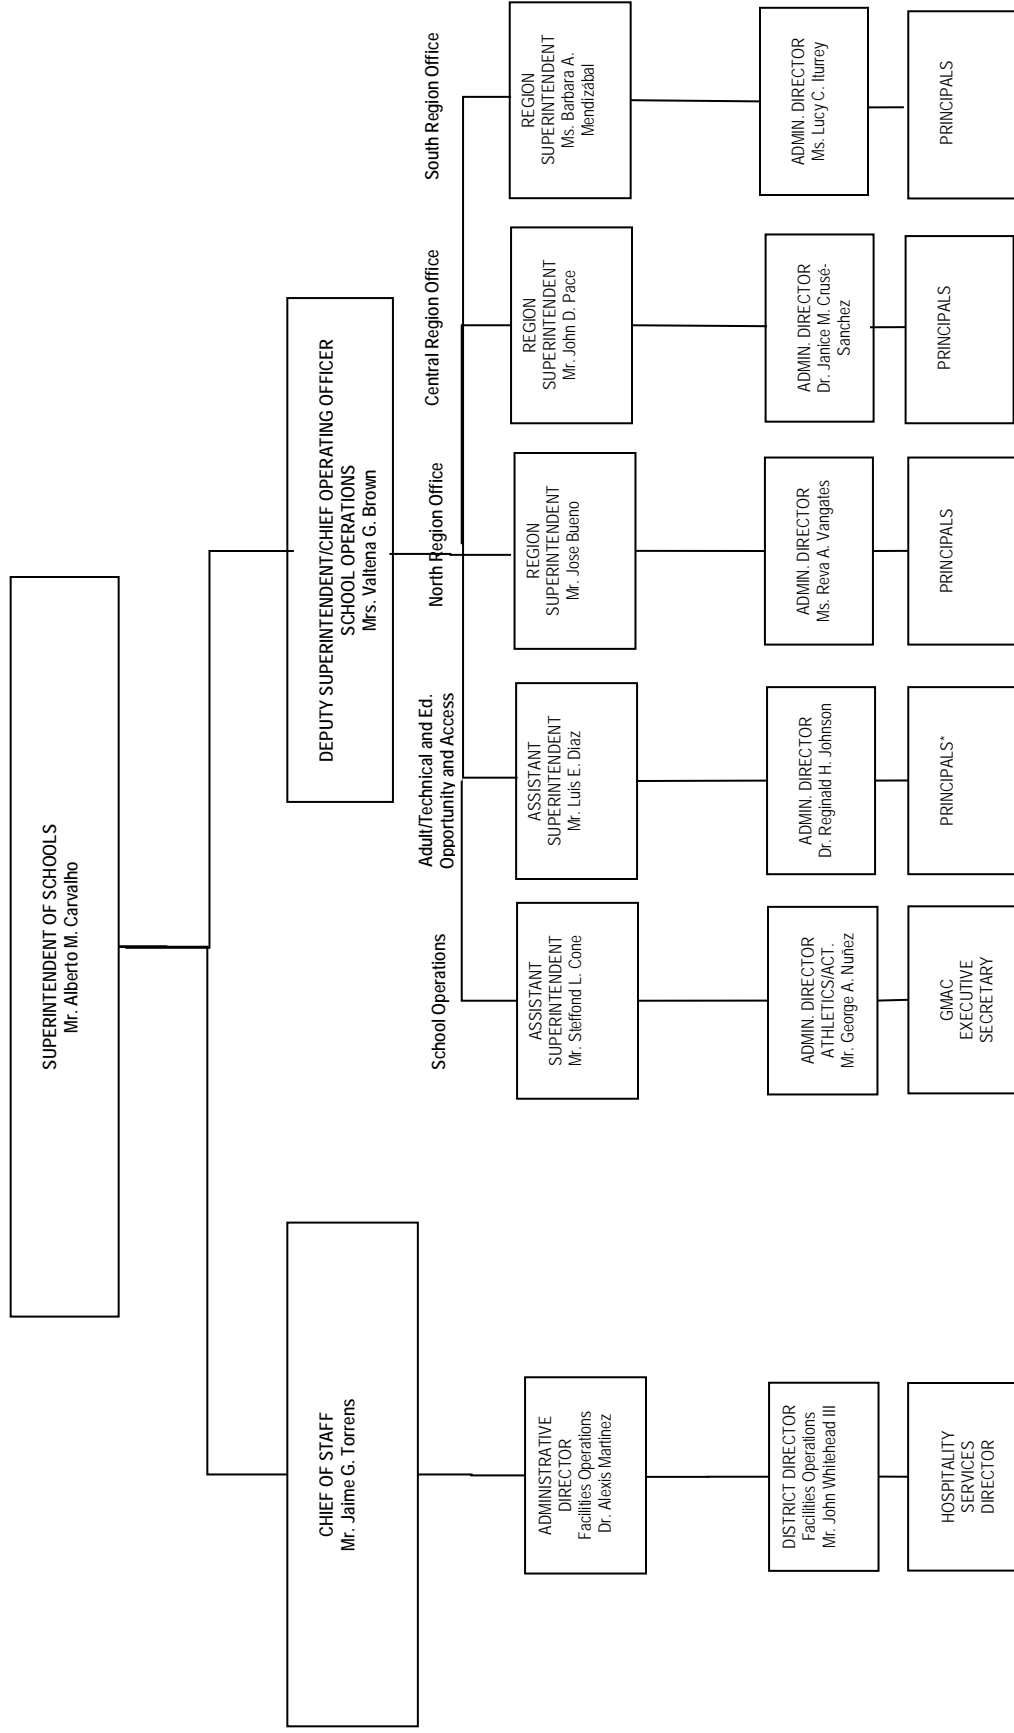 SUPERINTENDENT OF SCHOOLS
Mr. Alberto M. Carvalho
CHIEF OF STAFF
Mr. Jaime G. Torrens
DEPUTY SUPERINTENDENT/CHIEF OPERATING OFFICER
SCHOOL OPERATIONS
Mrs. Valtena G. Brown
School Operations
Adult/Technical and Ed.
Opportunity and Access
North Region Office
Central Region Office
South Region Office
ADMINISTRATIVE
DIRECTOR
Facilities Operations
Dr. Alexis Martinez
ASSISTANT
SUPERINTENDENT
Mr. Steffond L. Cone
ASSISTANT
SUPERINTENDENT
Mr. Luis E. Diaz
REGION
SUPERINTENDENT
Mr. Jose Bueno
REGION
SUPERINTENDENT
Mr. John D. Pace
REGION
SUPERINTENDENT
Ms. Barbara A.
Mendizábal
DISTRICT DIRECTOR
Facilities Operations
Mr. John Whitehead III
ADMIN. DIRECTOR
ATHLETICS/ACT.
Mr. George A. Nuñez
ADMIN. DIRECTOR
Dr. Reginald H. Johnson
ADMIN. DIRECTOR
Ms. Reva A. Vangates
ADMIN. DIRECTOR
Dr. Janice M. Crusé-
Sanchez
ADMIN. DIRECTOR
Ms. Lucy C. Iturrey
HOSPITALITY
SERVICES
DIRECTOR
GMAC
EXECUTIVE
SECRETARY
PRINCIPALS*
PRINCIPALS
PRINCIPALS
PRINCIPALS